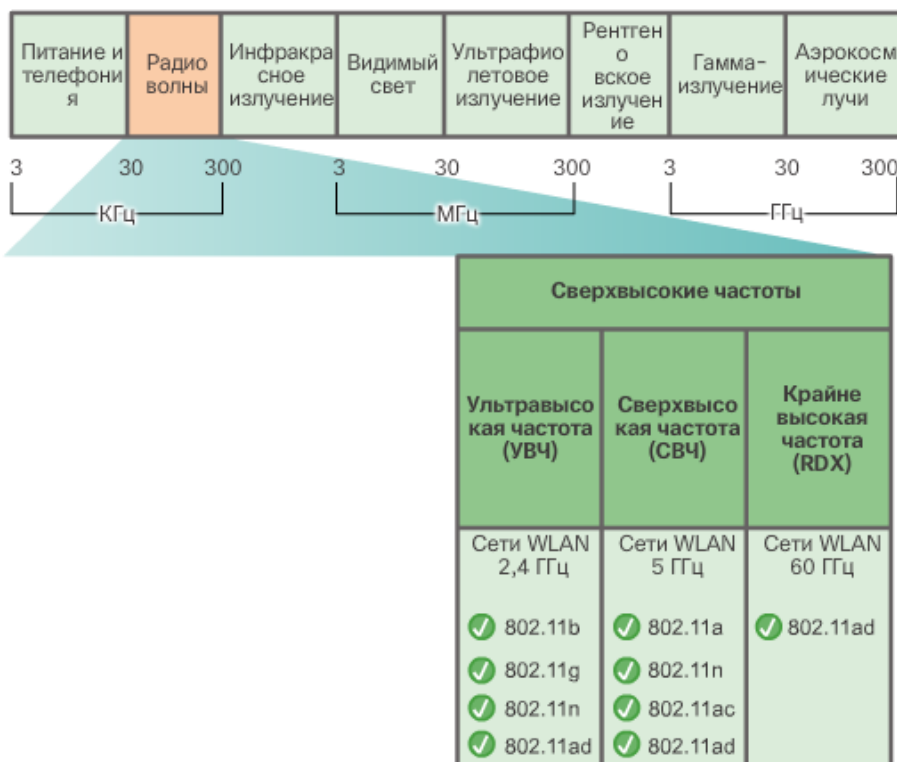 Питание и
телефони
я
Радио
волны
Инфракра
сное
излучение
Видимый
свет
Ультрафио
летовое
излучение
Рентген
о
вское
излучен
ие
Гамма-
излучение
Аэрокосм
ические
лучи
3 30 300 3 30 300 3 30 300
КГц МГц ГГц
Сверхвысокие частоты
Ультравысо
кая частота
(УВЧ)
Сверхвысо
кая частота
(СВЧ)
Крайне
высокая
частота
(RDX)
Сети WLAN
2,4 ГГц
802.11b
802.11g
802.11n
802.11ad
Сети WLAN
5 ГГц
802.11a
802.11n
802.11ac
802.11ad
Сети WLAN
60 ГГц
802.11ad